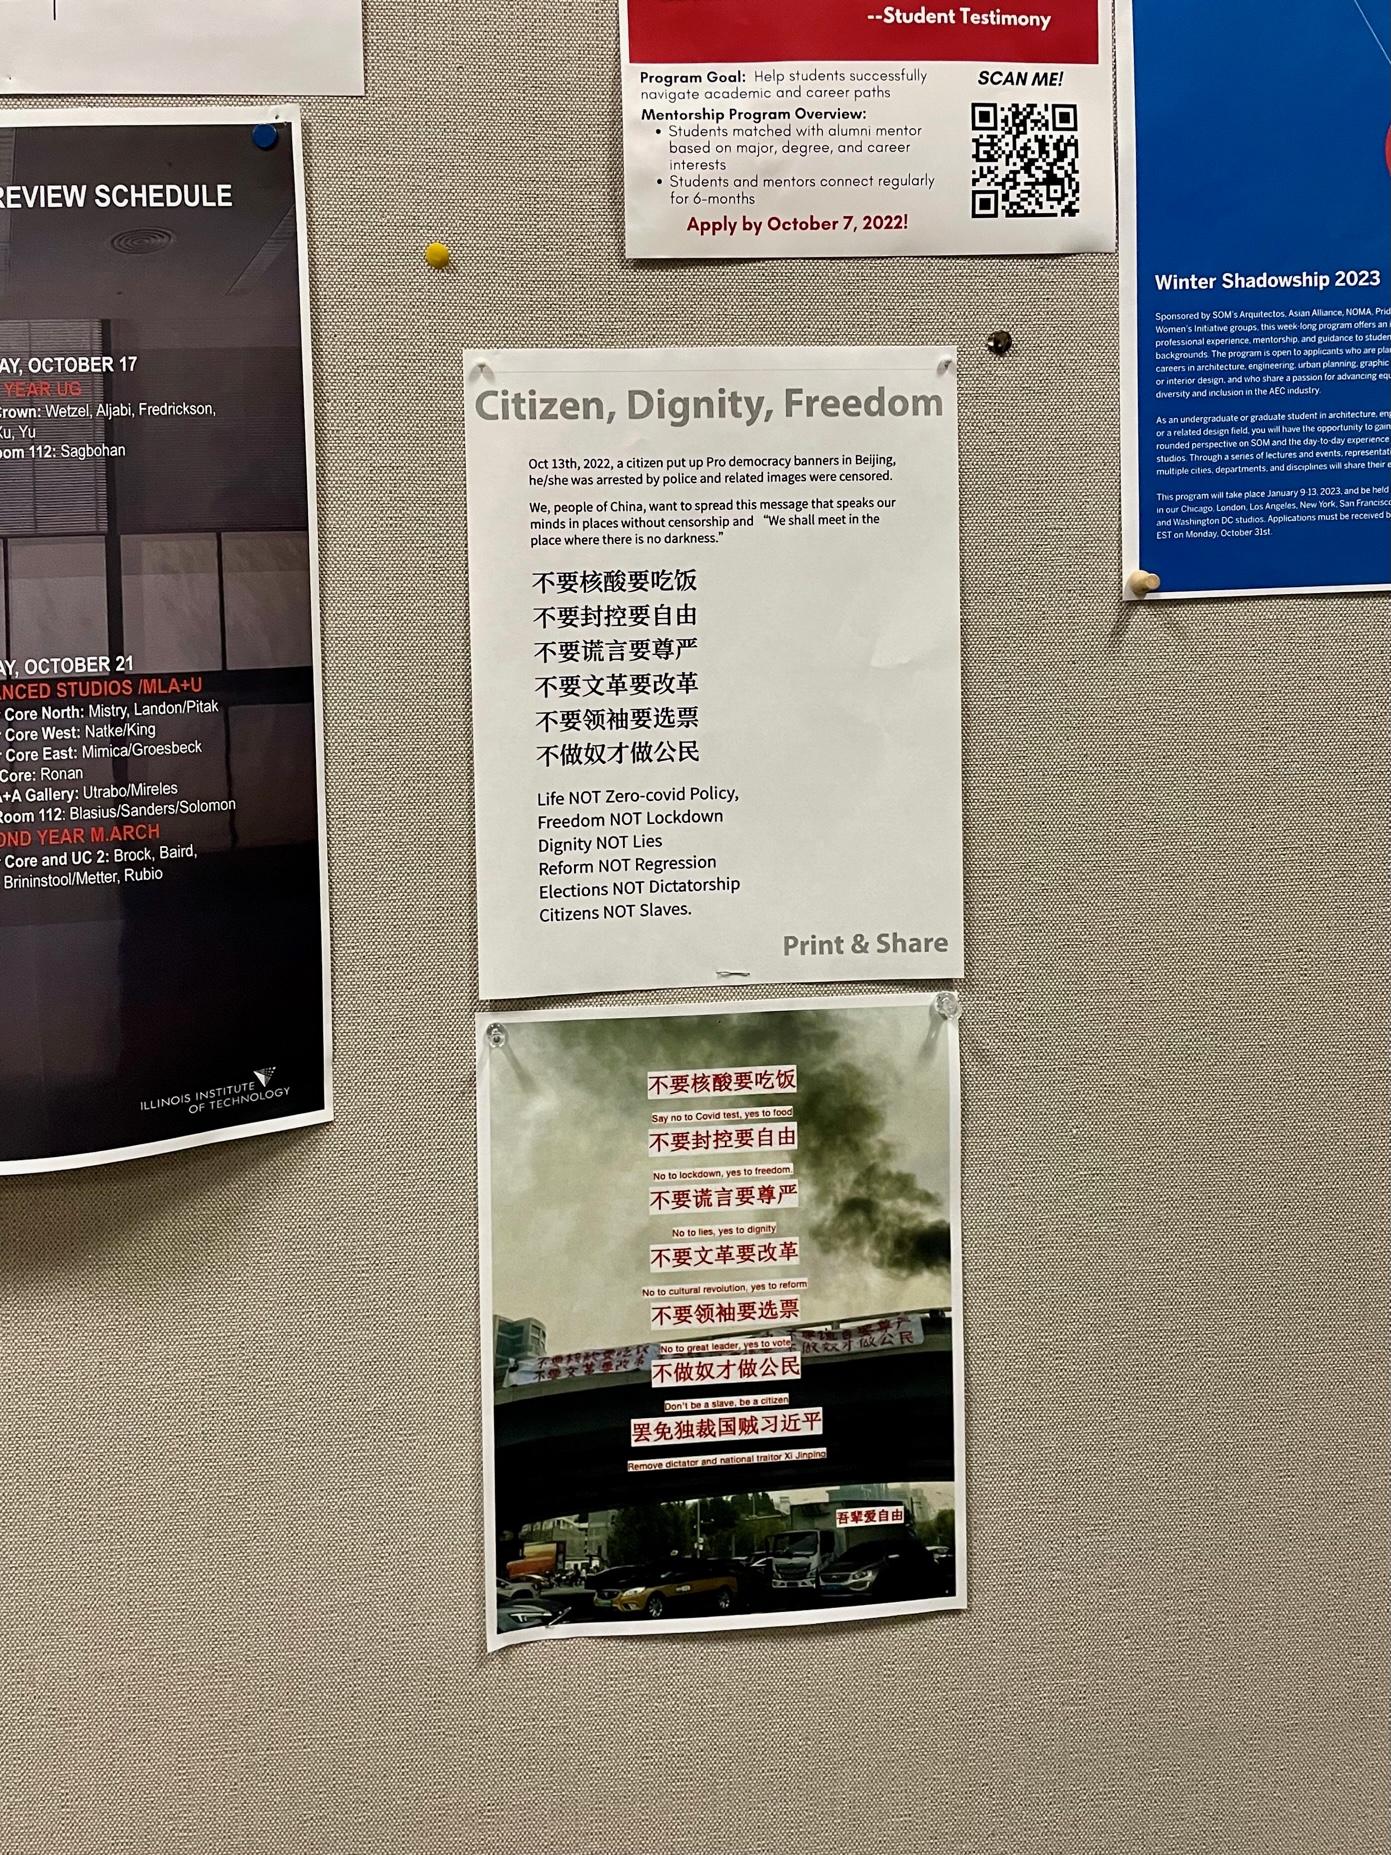 --Student Testimony
Program Goal: Help students successfully
navigate academic and career paths
Mentorship Program Overview:
• Students matched with alumni mentor
based on major, degree, and career
interests
• Students and mentors connect regularly
for 6-months
Apply by October 7, 2022!
SCAN ME!
REVIEW SCHEDULE
AY, OCTOBER 17
YEAR UG
Crown: Wetzel, Aljabi, Fredrickson,
Xu, Yu
oom 112: Sagbohan
AY, OCTOBER 21
ANCED STUDIOS /MLA+U
Core North: Mistry, Landon/Pitak
Core West: Natke/King
Core East: Mimica/Groesbeck
Core: Ronan
+A Gallery: Utrabo/Mireles
Room 112: Blasius/Sanders/Solomon
OND YEAR M.ARCH
Core and UC 2: Brock, Baird,
Brininstool/Metter, Rubio
ILLINOIS INSTITUTE
OF TECHNOLOGY
Winter Shadowship 2023
Sponsored by SOM's Arquitectos, Asian Alliance, NOMA, Prid
Women's Initiative groups, this week-long program offers an
professional experience, mentorship, and guidance to studen
backgrounds. The program is open to applicants who are pla
careers in architecture, engineering, urban planning, graphic
or interior design, and who share a passion for advancing equ
diversity and inclusion in the AEC industry.
As an undergraduate or graduate student in architecture, en
or a related design field, you will have the opportunity to gain
rounded perspective on SOM and the day-to-day experience
studios. Through a series of lectures and events, representat
multiple cities, departments, and disciplines will share their e
This program will take place January 9-13, 2023, and be held
in our Chicago, London, Los Angeles, New York, San Francisco
and Washington DC studios. Applications must be received b
EST on Monday, October 31st.
Citizen, Dignity, Freedom
Oct 13th, 2022, a citizen put up Pro democracy banners in Beijing,
he/she was arrested by police and related images were censored.
We, people of China, want to spread this message that speaks our
minds in places without censorship and “We shall meet in the
place where there is no darkness.”
不要核酸要吃饭
不要封控要自由
不要谎言要尊严
不要文革要改革
不要领袖要选票
不做奴才做公民
Life NOT Zero-covid Policy,
Freedom NOT Lockdown
Dignity NOT Lies
Reform NOT Regression
Elections NOT Dictatorship
Citizens NOT Slaves.
Print & Share
不要核酸要吃饭
Say no to Covid test, yes to food
不要封控要自由
No to lockdown, yes to freedom.
不要谎言要尊严
No to lies, yes to dignity
不要文革要改革
No to cultural revolution, yes to reform
不要领袖要选票
No to great leader, yes to vote
不做奴才做公民
Don't be a slave, be a citizen
罢免独裁国贼习近平
Remove dictator and national traitor Xi Jinping
吾辈爱自由